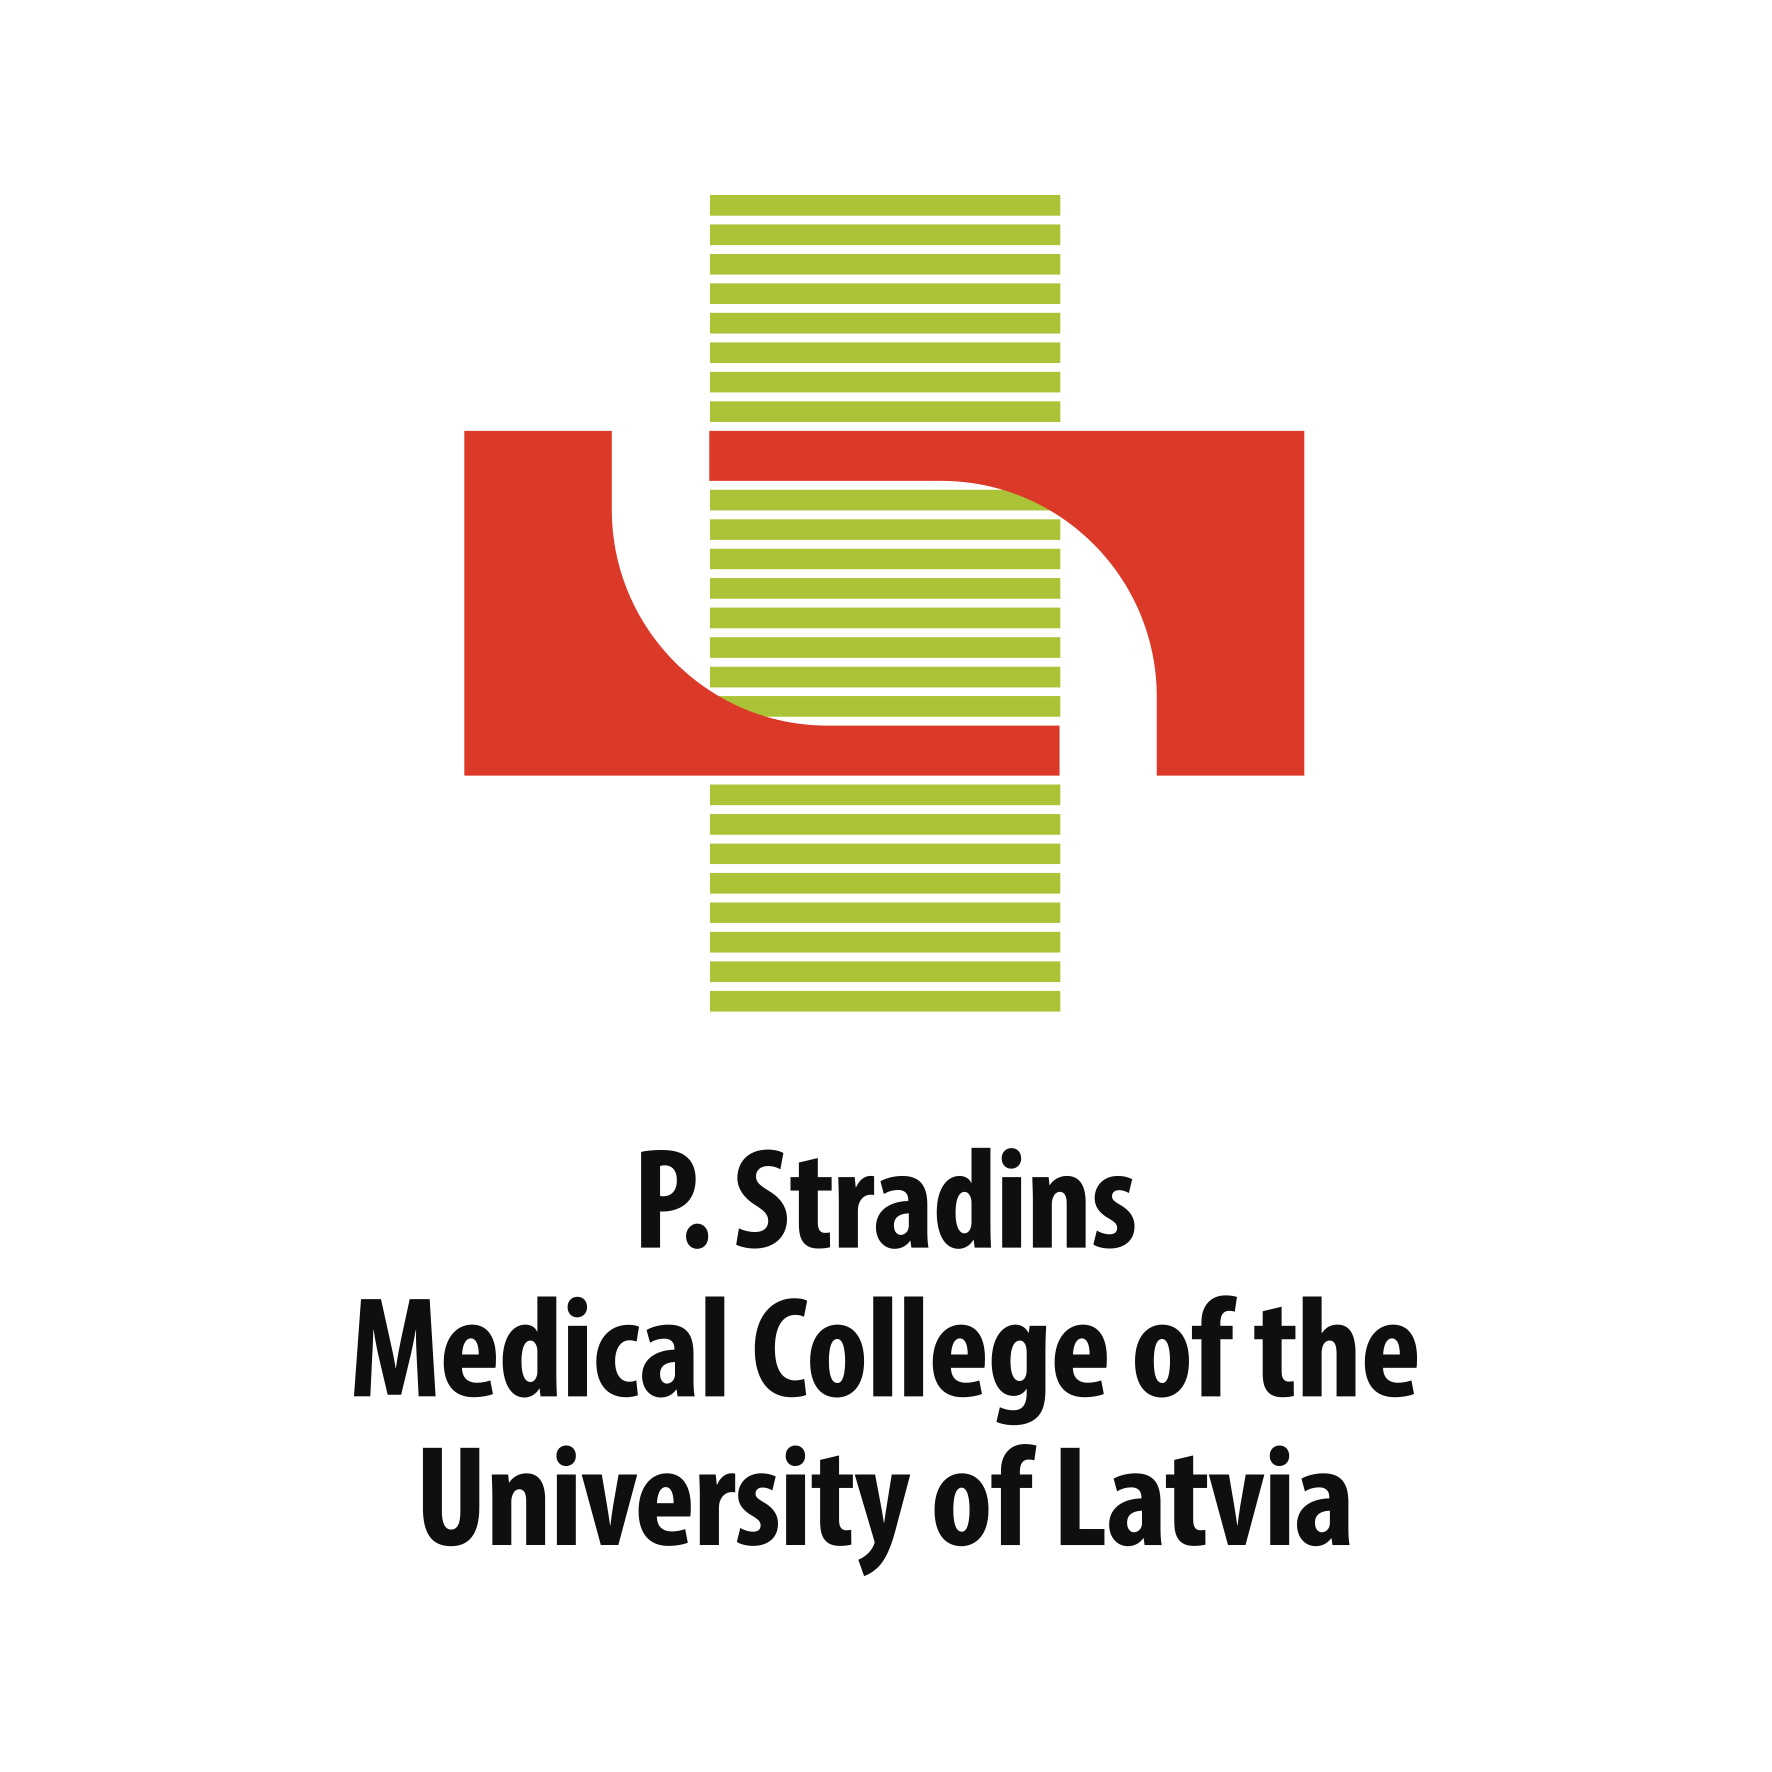 P. Stradins
Medical College of the
University of Latvia